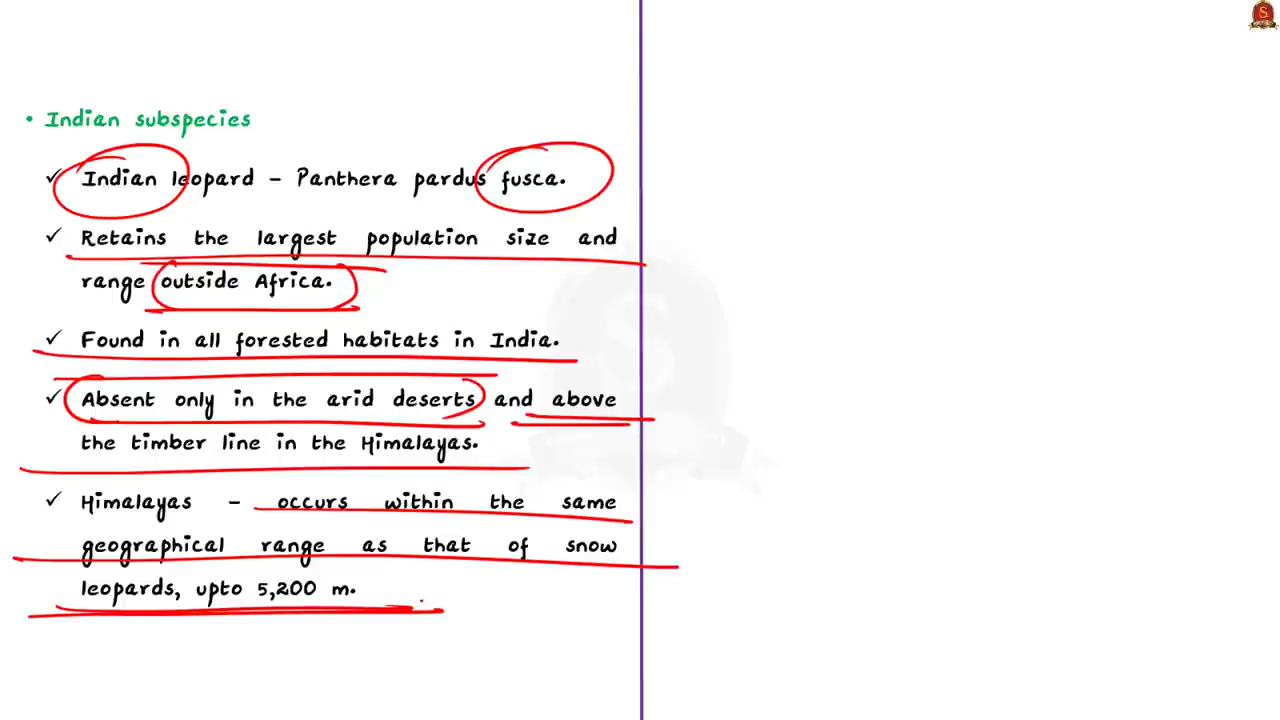 • Indian subspecies
✓ Indian leopard – Panthera pardus fusca.
✓ Retains the largest population size and
range outside Africa.
✓ Found in all forested habitats in India.
✓ Absent only in the arid deserts and above
the timber line in the Himalayas.
✓ Himalayas – occurs within the same
geographical range as that of snow
leopards, upto 5,200 m.